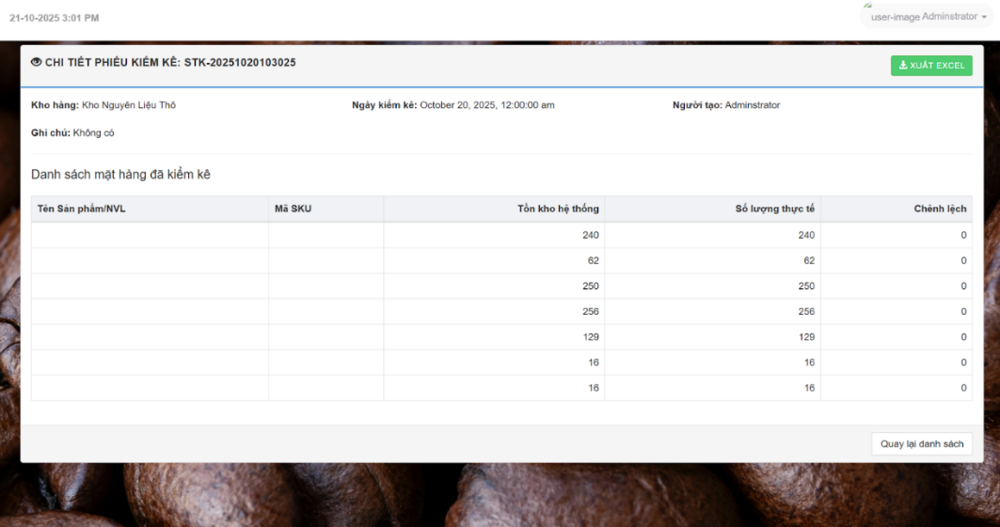 21-10-2025 3:01 PM
user-image Adminstrator
CHI TIẾT PHIẾU KIỂM KÊ: STK-20251020103025
XUẤT EXCEL
Kho hàng: Kho Nguyên Liệu Thô
Ngày kiểm kê: October 20, 2025, 12:00:00 am
Người tạo: Adminstrator
Ghi chú: Không có
Danh sách mặt hàng đã kiểm kê
Tên Sản phẩm/NVL Mã SKU Tồn kho hệ thống Số lượng thực tế Chênh lệch
240 240 0
62 62 0
250 250 0
256 256 0
129 129 0
16 16 0
16 16 0
Quay lại danh sách